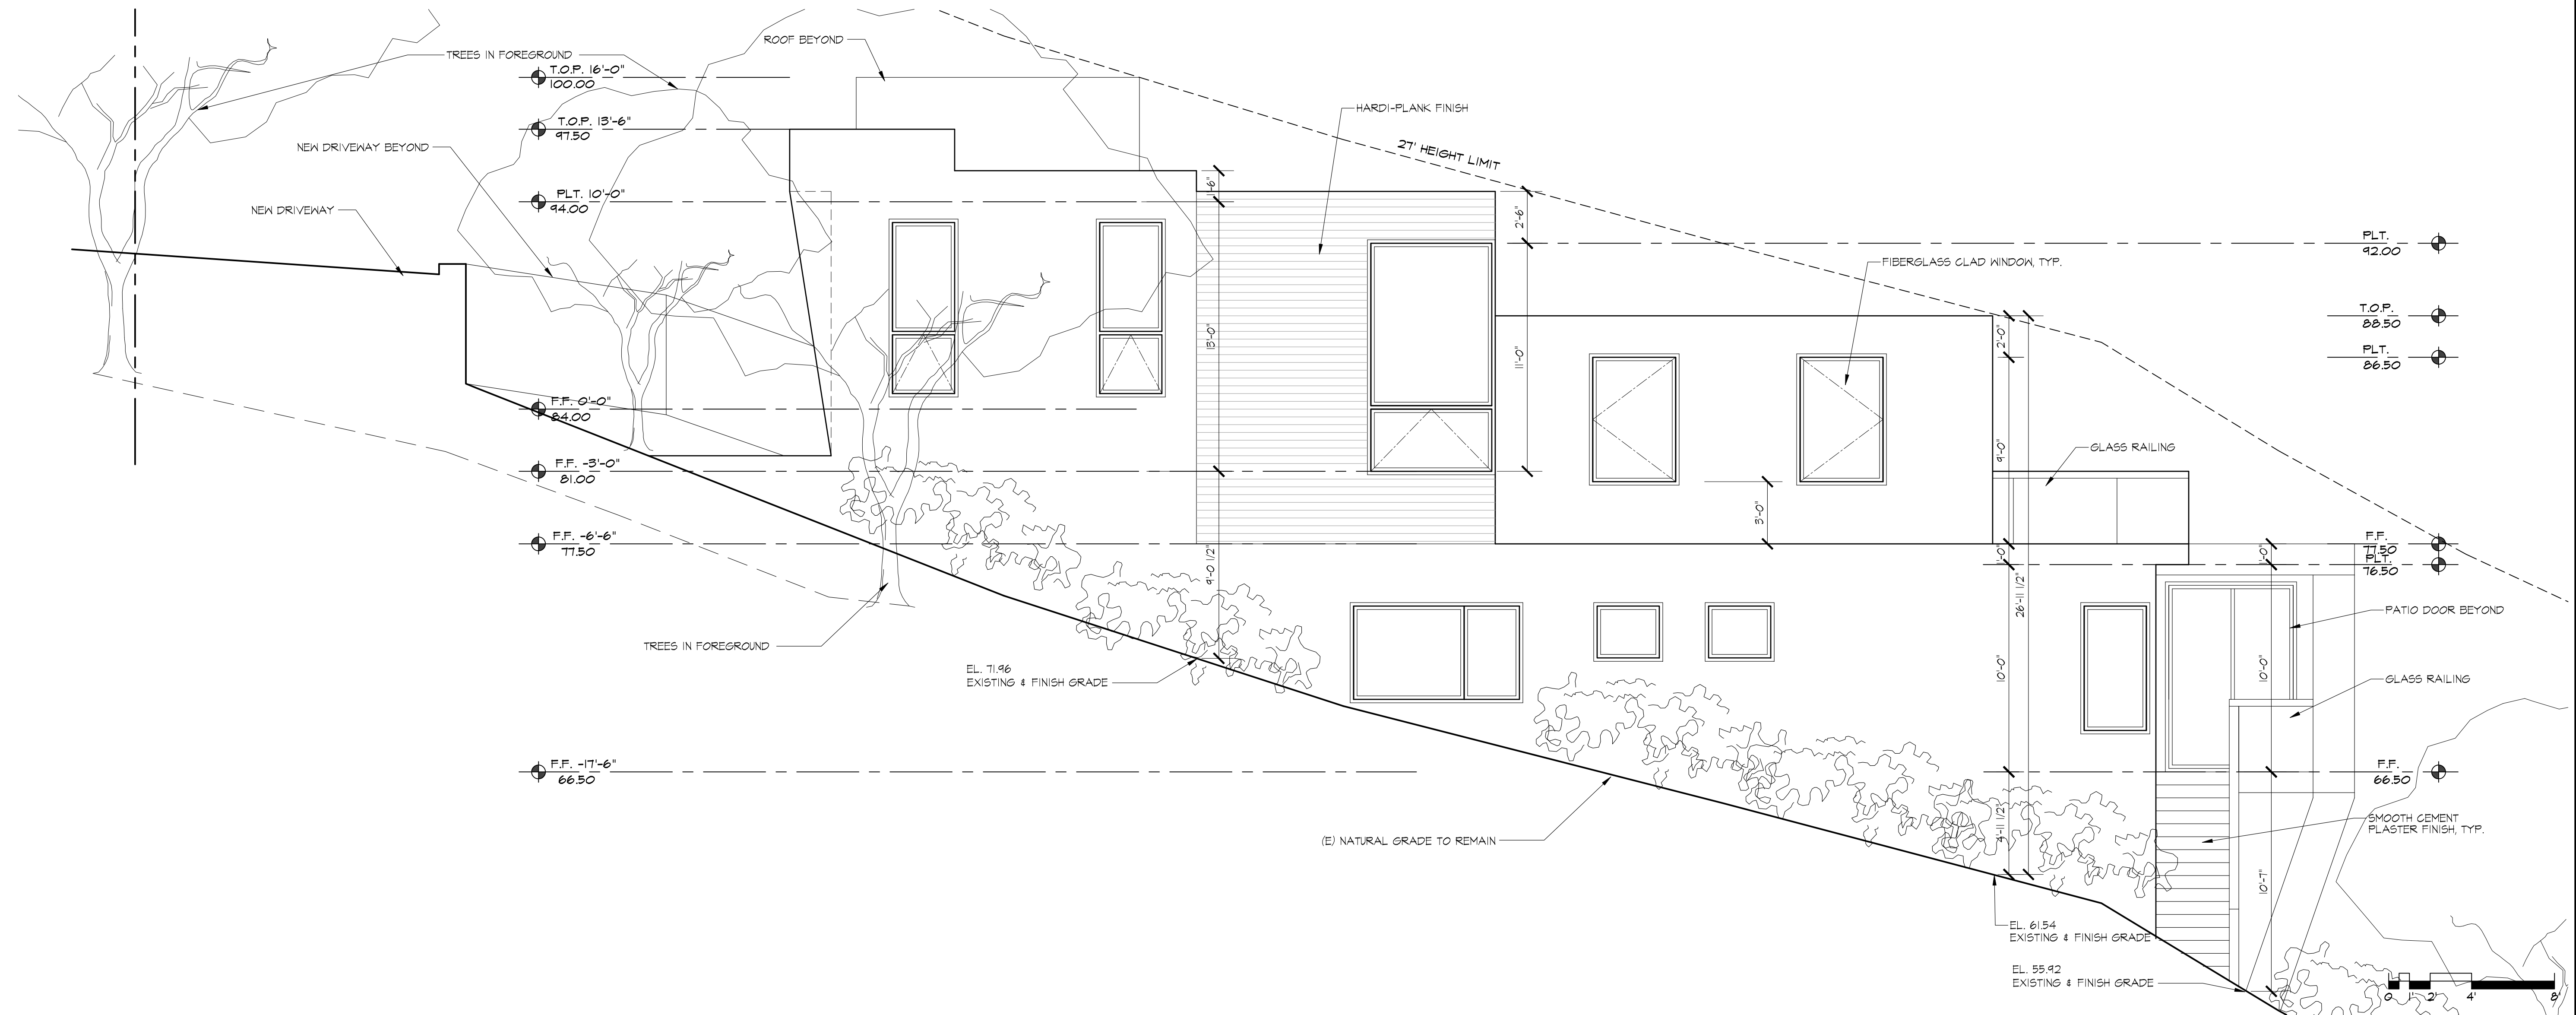 ROOF BEYOND
TREES IN FOREGROUND
T.O.P. 16'-0"
100.00
HARDI-PLANK FINISH
T.O.P. 13'-6"
97.50
NEW DRIVEWAY BEYOND
27' HEIGHT LIMIT
PLT. 10'-0"
94.00
1'-6"
NEW DRIVEWAY
2'-6"
PLT.
92.00
FIBERGLASS CLAD WINDOW, TYP.
T.O.P.
88.50
13'-0"
11'-0"
2'-0"
PLT.
86.50
F.F. 0'-0"
84.00
9'-0"
GLASS RAILING
F.F. -3'-0"
81.00
3'-0"
F.F. -6'-6"
77.50
F.F.
77.50
PLT.
76.50
9'-0 1/2"
1'-0"
1'-0"
26'-11 1/2"
PATIO DOOR BEYOND
TREES IN FOREGROUND
EL. 71.96
EXISTING & FINISH GRADE
10'-0"
10'-0"
GLASS RAILING
F.F. -17'-6"
66.50
F.F.
66.50
(E) NATURAL GRADE TO REMAIN
4'-11 1/2"
SMOOTH CEMENT
PLASTER FINISH, TYP.
10'-7"
EL. 61.54
EXISTING & FINISH GRADE
EL. 55.92
EXISTING & FINISH GRADE
0 1' 2' 4' 8'